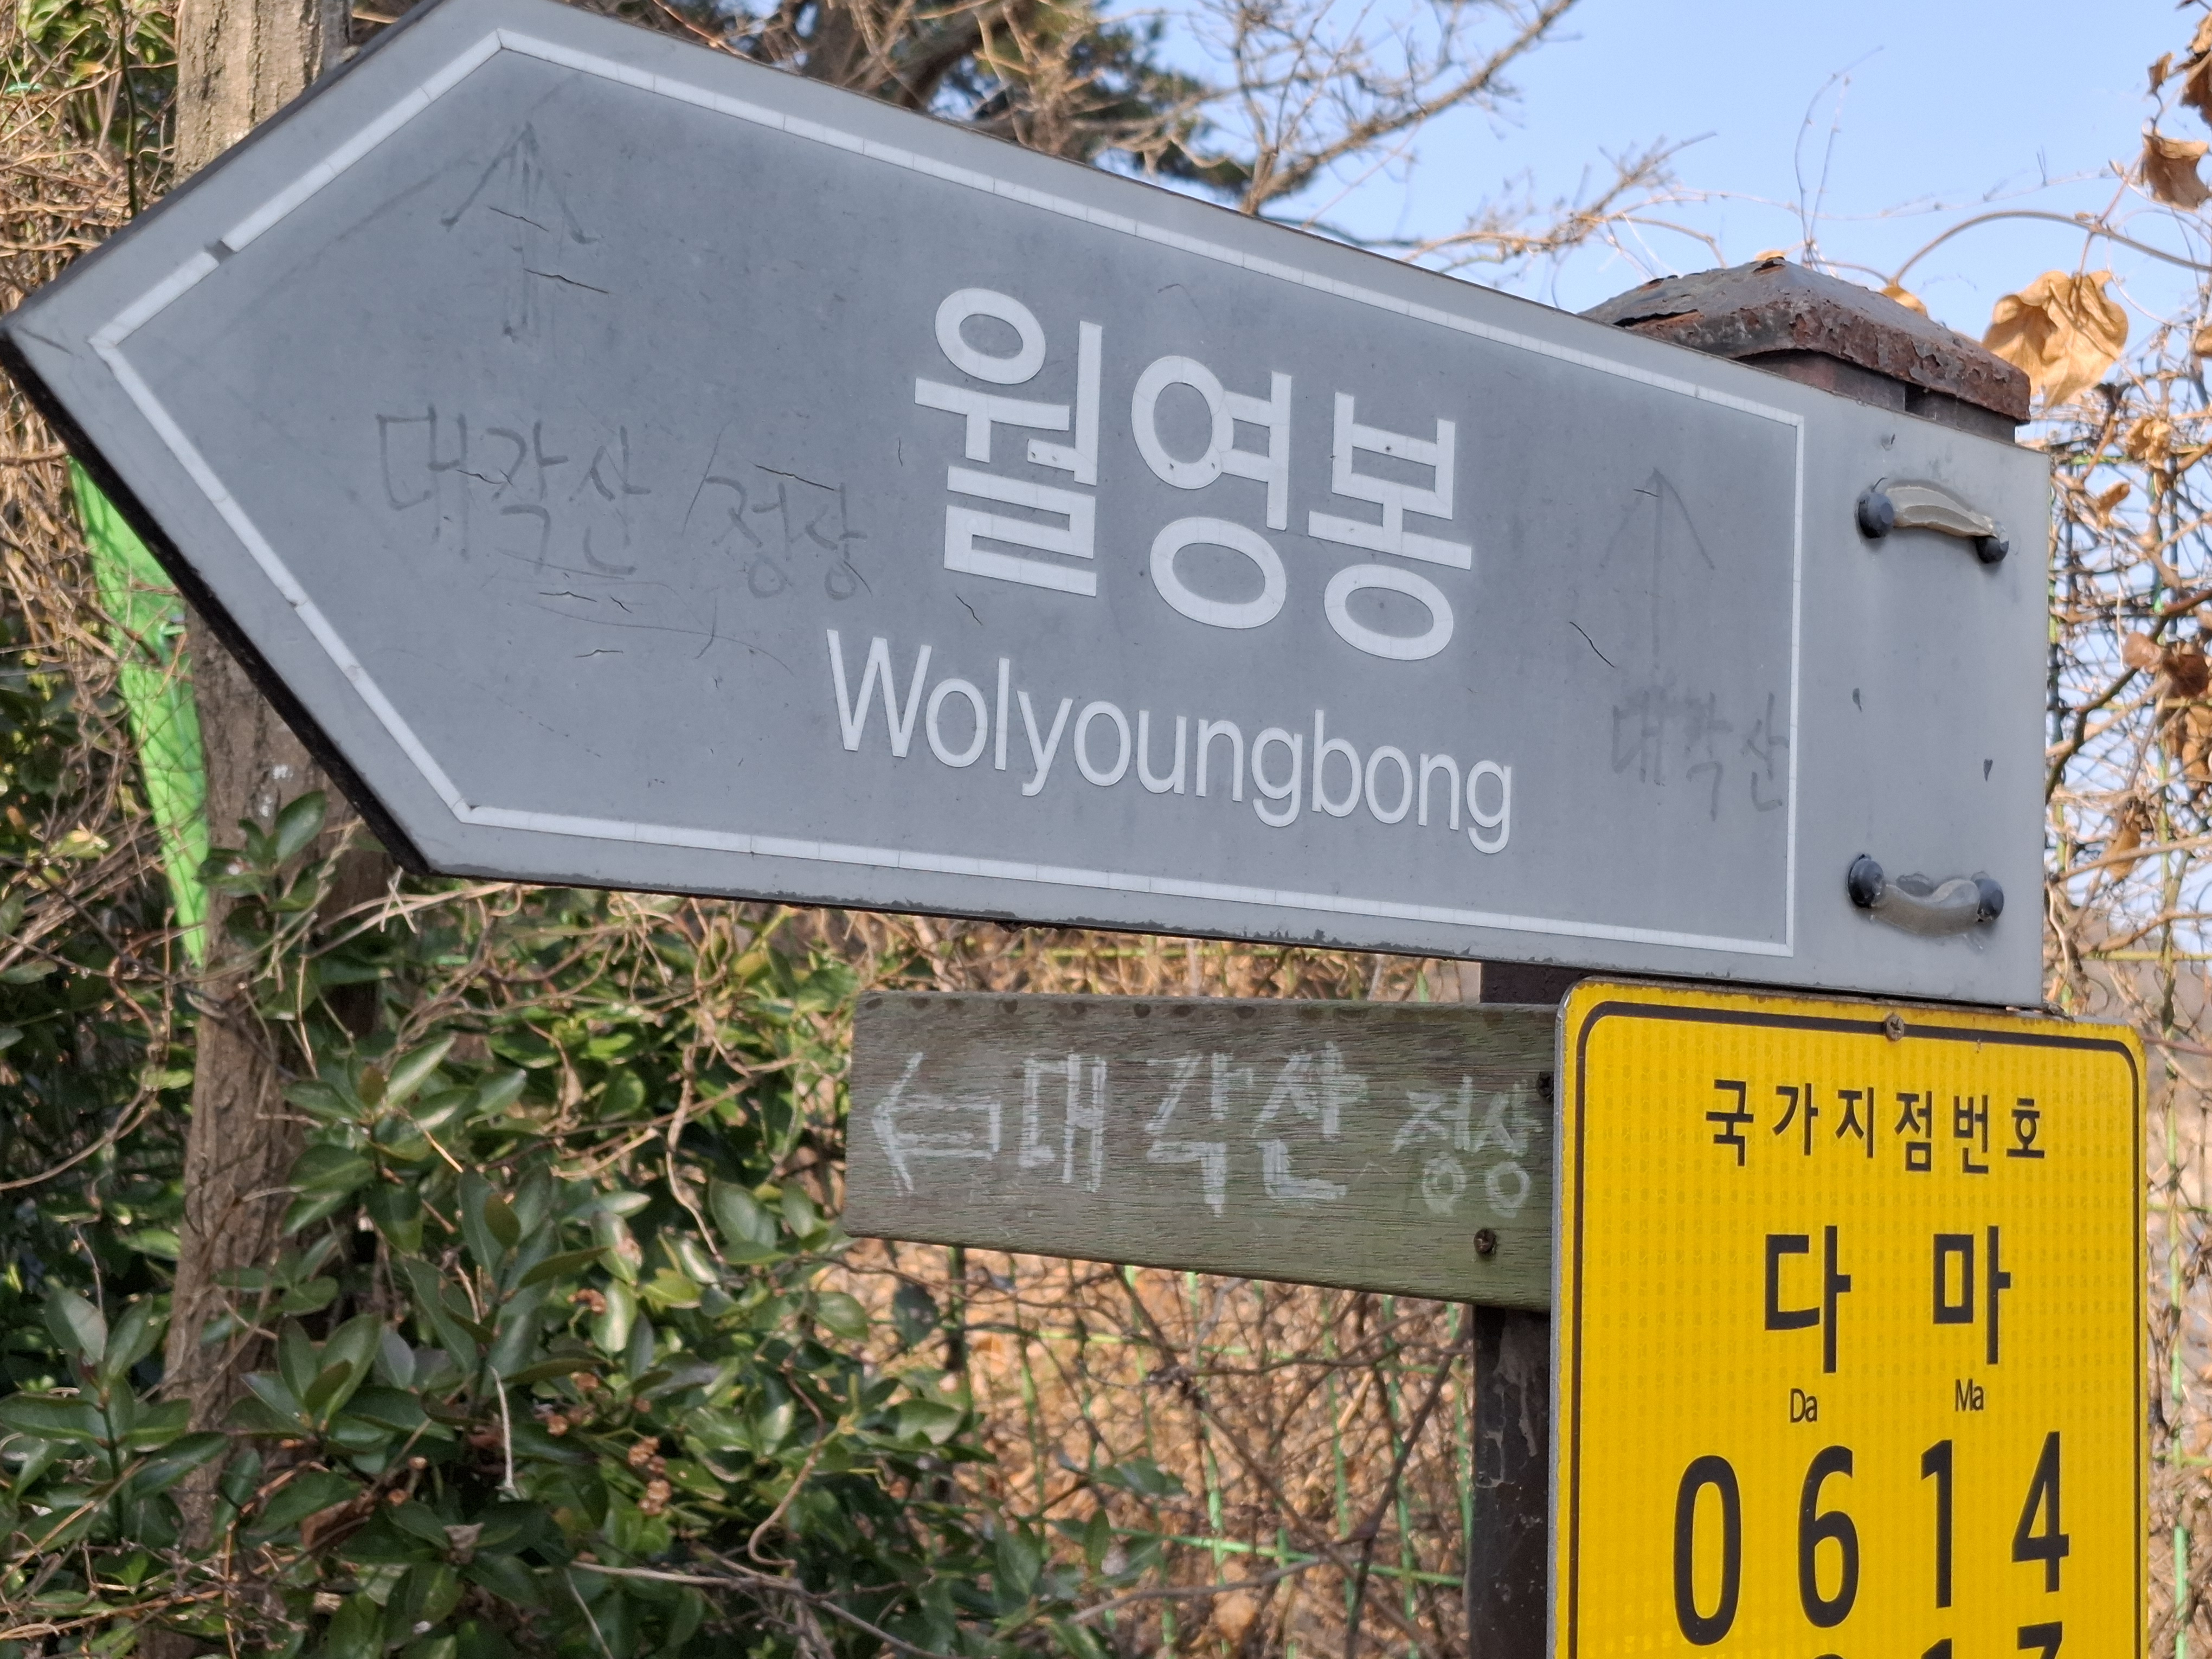 월영봉
Wolyoungbong
대각산 / 정상
대각산
← 대각산 정상
국가지점번호
다 마
Da Ma
0614